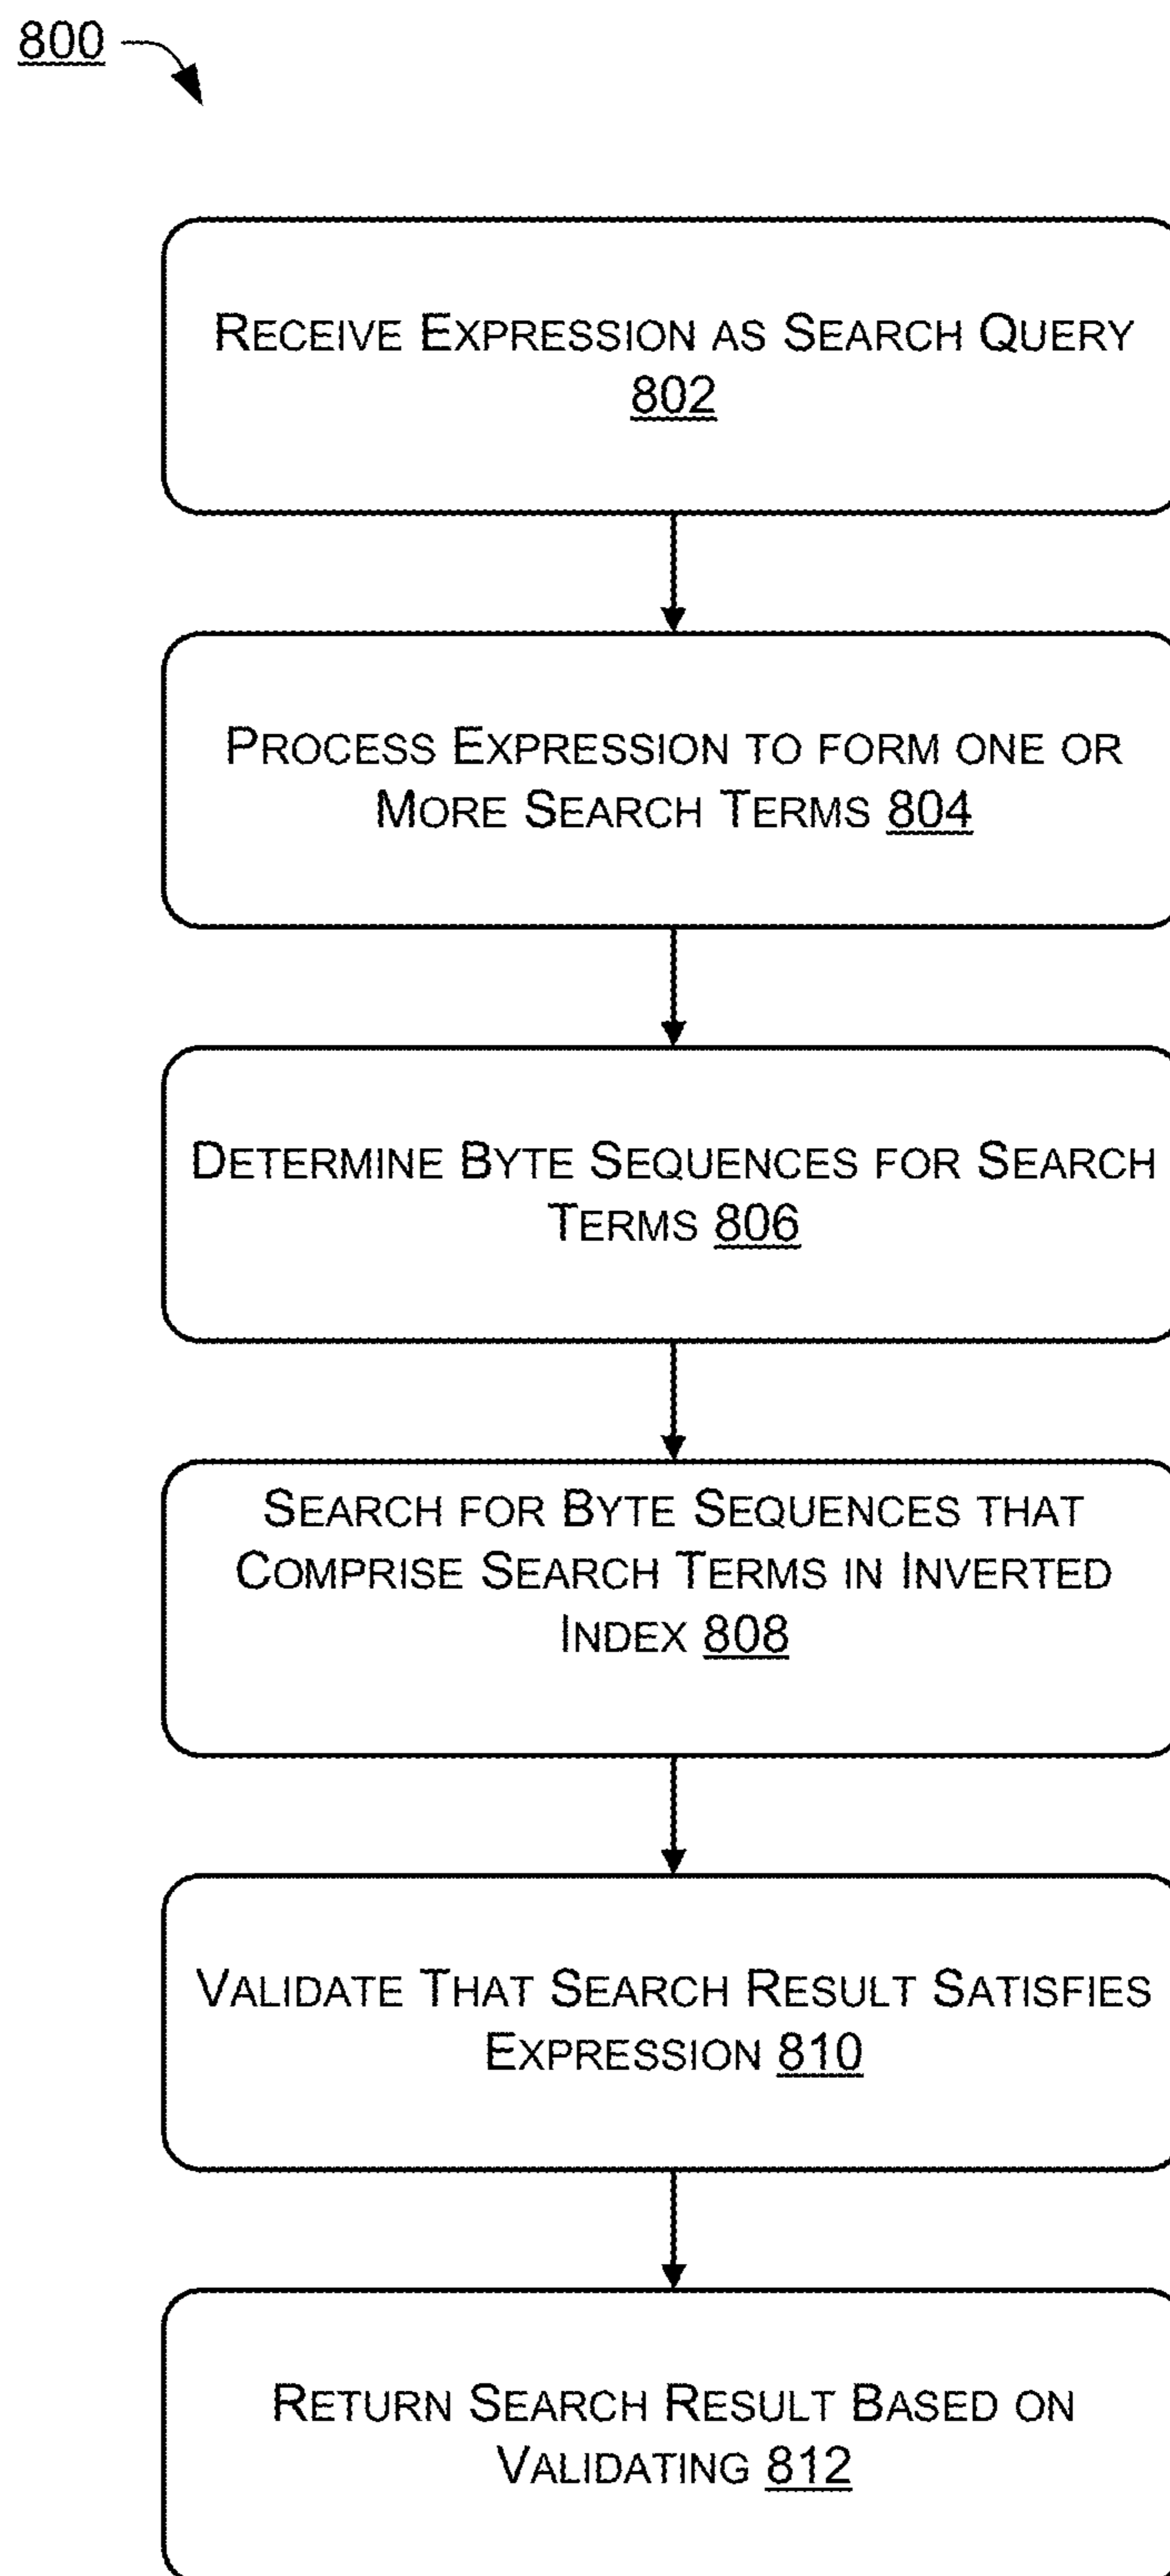 800
RECEIVE EXPRESSION AS SEARCH QUERY
802
PROCESS EXPRESSION TO FORM ONE OR
MORE SEARCH TERMS 804
DETERMINE BYTE SEQUENCES FOR SEARCH
TERMS 806
SEARCH FOR BYTE SEQUENCES THAT
COMPRISE SEARCH TERMS IN INVERTED
INDEX 808
VALIDATE THAT SEARCH RESULT SATISFIES
EXPRESSION 810
RETURN SEARCH RESULT BASED ON
VALIDATING 812